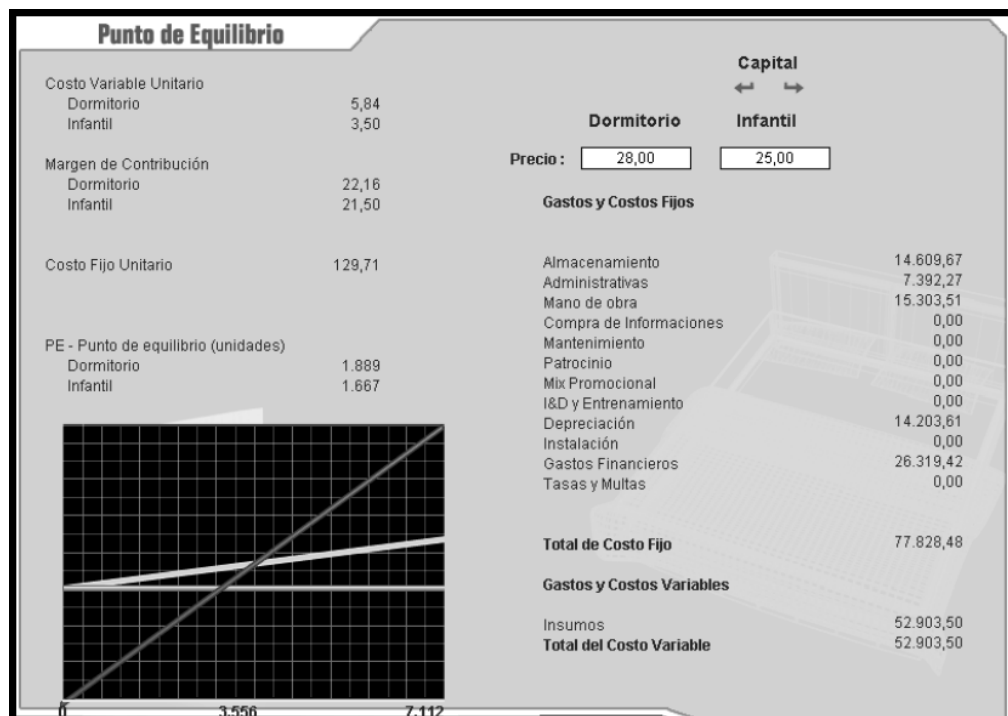 Punto de Equilibrio
Costo Variable Unitario
Dormitorio 5,84
Infantil 3,50
Margen de Contribución
Dormitorio 22,16
Infantil 21,50
Costo Fijo Unitario 129,71
PE - Punto de equilibrio (unidades)
Dormitorio 1.889
Infantil 1.667
0 3.556 7.112
Capital
Dormitorio Infantil
Precio : 28,00 25,00
Gastos y Costos Fijos
Almacenamiento 14.609,67
Administrativas 7.392,27
Mano de obra 15.303,51
Compra de Informaciones 0,00
Mantenimiento 0,00
Patrocinio 0,00
Mix Promocional 0,00
I&D y Entrenamiento 0,00
Depreciación 14.203,61
Instalación 0,00
Gastos Financieros 26.319,42
Tasas y Multas 0,00
Total de Costo Fijo 77.828,48
Gastos y Costos Variables
Insumos 52.903,50
Total del Costo Variable 52.903,50